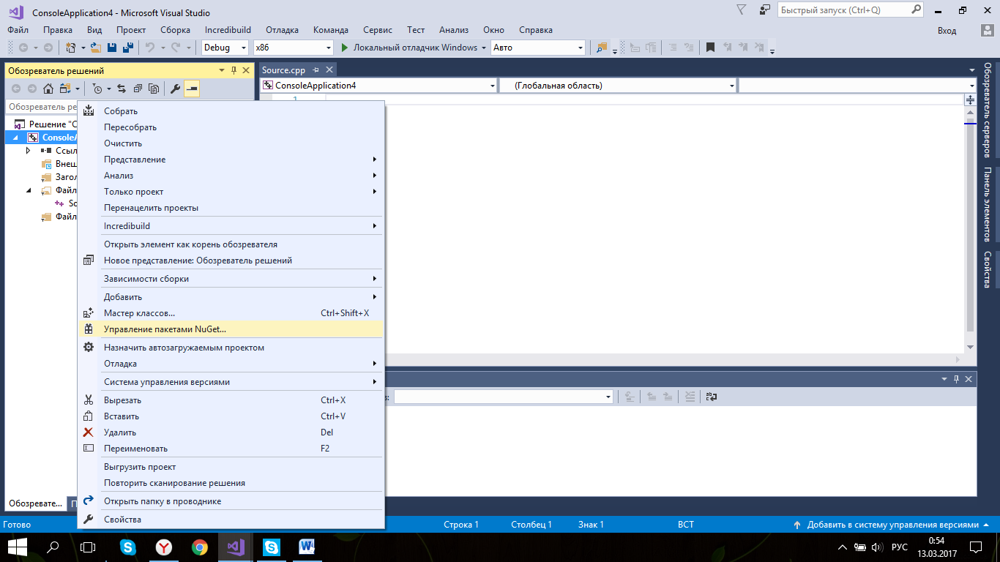 ConsoleApplication4 - Microsoft Visual Studio
Быстрый запуск (Ctrl+Q)
Файл Правка Вид Проект Сборка Incredibuild Отладка Команда Сервис Тест Анализ Окно Справка Вход
Debug x86 Локальный отладчик Windows Авто
Обозреватель решений
Source.cpp
ConsoleApplication4 (Глобальная область)
1
Обозреватель ре
Решение "C
ConsoleA
Ссыл
Внеш
Загол
Файл
Sc
Файл
Собрать
Пересобрать
Очистить
Представление
Анализ
Только проект
Перенацелить проекты
Incredibuild
Открыть элемент как корень обозревателя
Новое представление: Обозреватель решений
Зависимости сборки
Добавить
Мастер классов... Ctrl+Shift+X
Управление пакетами NuGet...
Назначить автозагружаемым проектом
Отладка
Система управления версиями
Вырезать Ctrl+X
Вставить Ctrl+V
Удалить Del
Переименовать F2
Выгрузить проект
Повторить сканирование решения
Открыть папку в проводнике
Свойства
Обозреватель серверов
Панель элементов
Свойства
Обозревате... П
Готово Строка 1 Столбец 1 Знак 1 ВСТ Добавить в систему управления версиями
РУС
0:54
13.03.2017